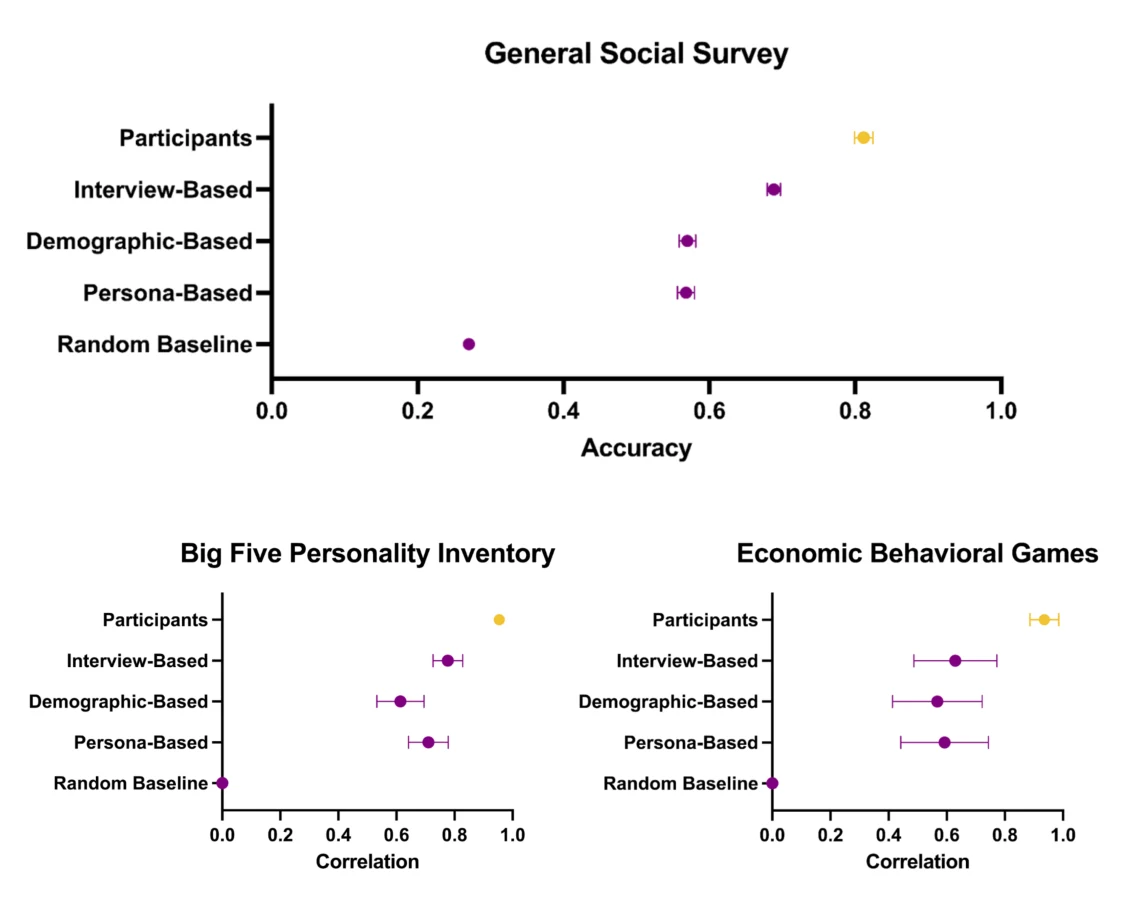 General Social Survey
Participants
Interview-Based
Demographic-Based
Persona-Based
Random Baseline
0.0 0.2 0.4 0.6 0.8 1.0
Accuracy
Big Five Personality Inventory
Participants
Interview-Based
Demographic-Based
Persona-Based
Random Baseline
0.0 0.2 0.4 0.6 0.8 1.0
Correlation
Economic Behavioral Games
Participants
Interview-Based
Demographic-Based
Persona-Based
Random Baseline
0.0 0.2 0.4 0.6 0.8 1.0
Correlation